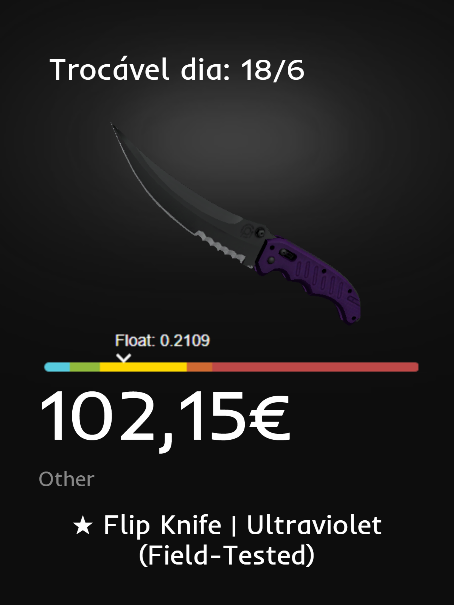 Trocável dia: 18/6
Float: 0.2109
102,15€
Other
★ Flip Knife | Ultraviolet
(Field-Tested)